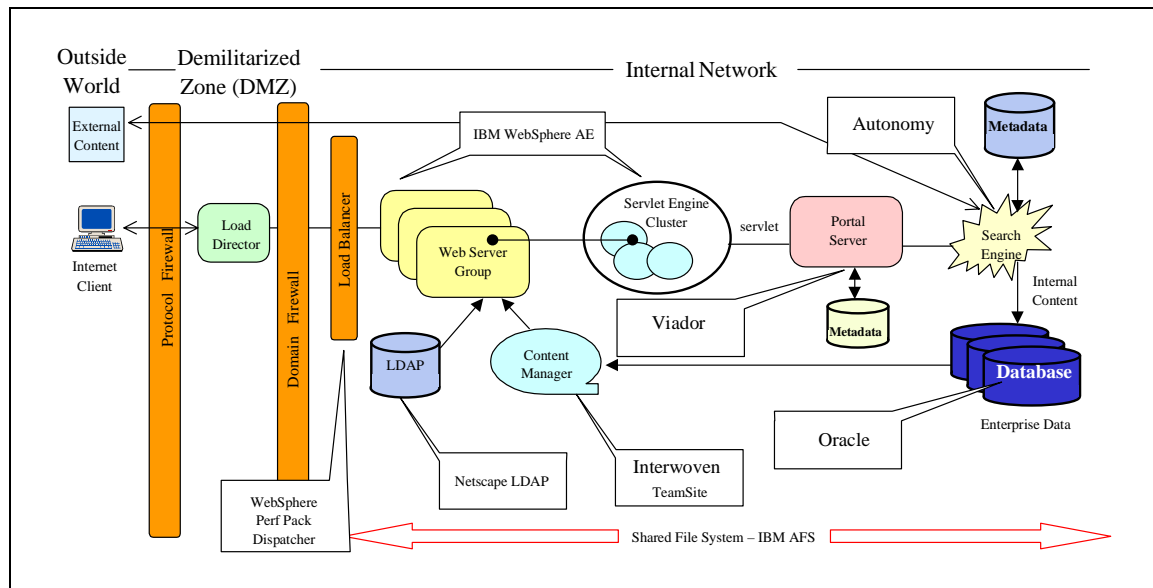 Outside
World
Demilitarized
Zone (DMZ)
Internal Network
External
Content
IBM WebSphere AE
Autonomy
Metadata
Internet
Client
Protocol Firewall
Load
Director
Domain Firewall
Load Balancer
Web Server
Group
Servlet Engine
Cluster
servlet
Portal
Server
Search
Engine
Internal
Content
Viador
Metadata
LDAP
Content
Manager
Database
Enterprise Data
Oracle
Netscape LDAP
Interwoven
TeamSite
WebSphere
Perf Pack
Dispatcher
Shared File System – IBM AFS